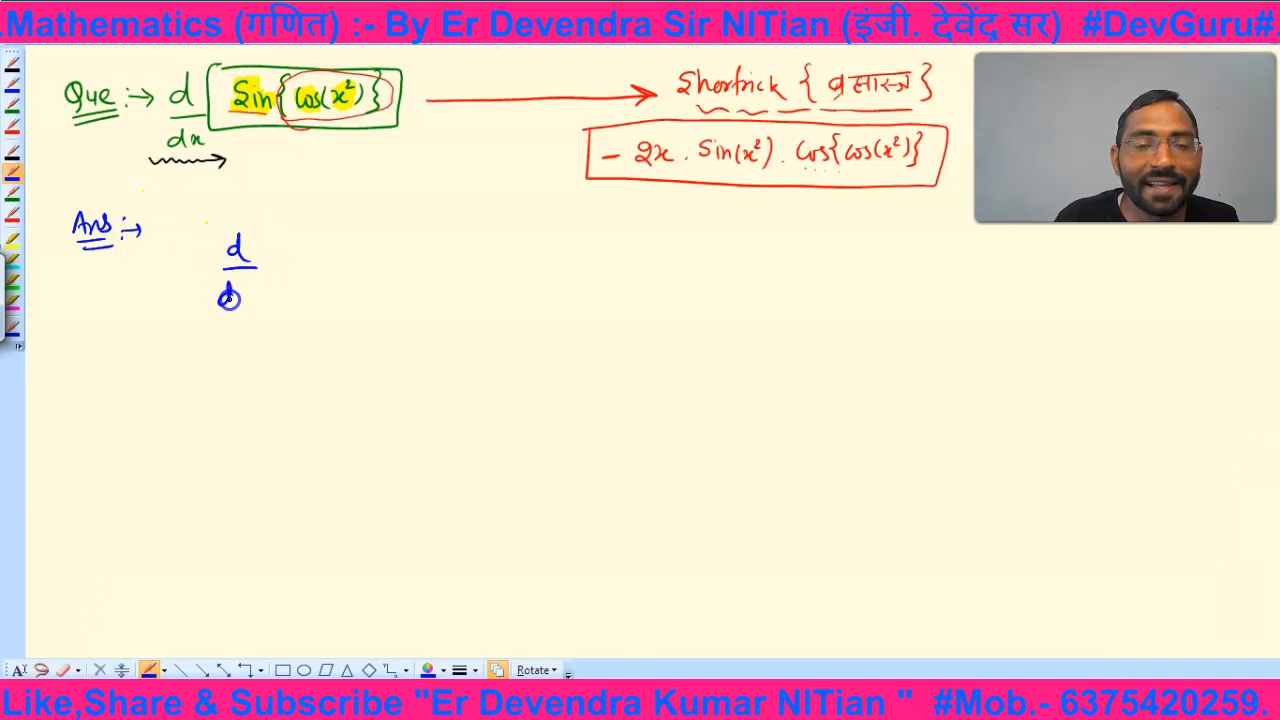 .Mathematics (गणित) :- By Er Devendra Sir NITian (इंजी. देवेंद्र सर) #DevGuru#.
Que :-> d/dx Sin{cos(x²)}
Shortrick {ब्रह्मास्त्र}
- 2x . Sin(x²) . Cos{cos(x²)}
Ans :->
d
d
Rotate
Like,Share & Subscribe "Er Devendra Kumar NITian " #Mob.- 6375420259.